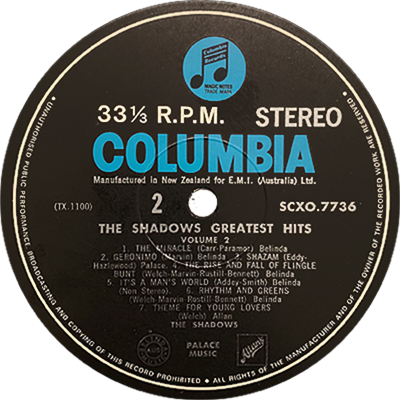 Columbia
Records
MAGIC NOTES
TRADE MARK
33⅓ R.P.M. STEREO
COLUMBIA
Manufactured in New Zealand for E.M.I. (Australia) Ltd.
(TX.1100) 2 SCXO.7736
THE SHADOWS GREATEST HITS
VOLUME 2
1. THE MIRACLE (Carr-Paramor) Belinda
2. GERONIMO (Marvin) Belinda 3. SHAZAM (Eddy-
Hazlewood) Palace. 4. THE RISE AND FALL OF FLINGLE
BUNT (Welch-Marvin-Rustill-Bennett) Belinda
5. IT'S A MAN'S WORLD (Addey-Smith) Belinda
(Non Stereo). 6. RHYTHM AND GREENS
(Welch-Marvin-Rustill-Bennett) Belinda
7. THEME FOR YOUNG LOVERS
(Welch) Allan
THE SHADOWS
PALACE
MUSIC
Allans
UNAUTHORISED PUBLIC PERFORMANCE, BROADCASTING AND COPYING OF THIS RECORD PROHIBITED • ALL RIGHTS OF THE MANUFACTURER AND OF THE OWNER OF THE RECORDED WORK ARE RESERVED •